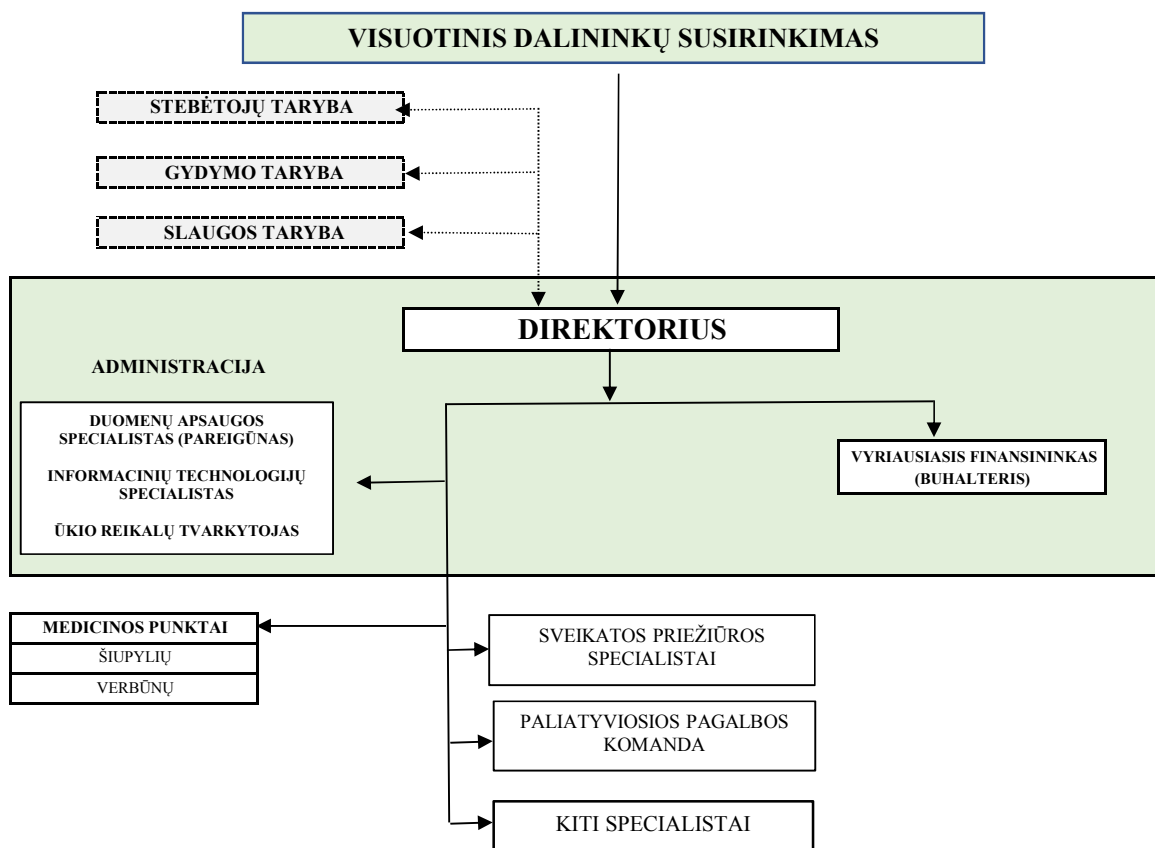 VISUOTINIS DALININKŲ SUSIRINKIMAS
STEBĖTOJŲ TARYBA
GYDYMO TARYBA
SLAUGOS TARYBA
DIREKTORIUS
ADMINISTRACIJA
DUOMENŲ APSAUGOS
SPECIALISTAS (PAREIGŪNAS)
INFORMACINIŲ TECHNOLOGIJŲ
SPECIALISTAS
ŪKIO REIKALŲ TVARKYTOJAS
VYRIAUSIASIS FINANSININKAS
(BUHALTERIS)
MEDICINOS PUNKTAI
ŠIUPYLIŲ
VERBŪNŲ
SVEIKATOS PRIEŽIŪROS
SPECIALISTAI
PALIATYVIOSIOS PAGALBOS
KOMANDA
KITI SPECIALISTAI